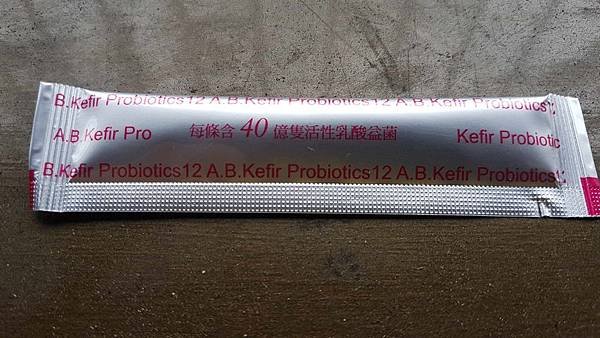 B.Kefir Probiotics12 A.B.Kefir Probiotics12 A.B.Kefir Probiotics12
A.B.Kefir Pro 每條含 40 億隻活性乳酸益菌 Kefir Probiotic
B.Kefir Probiotics12 A.B.Kefir Probiotics12 A.B.Kefir Probiotics12